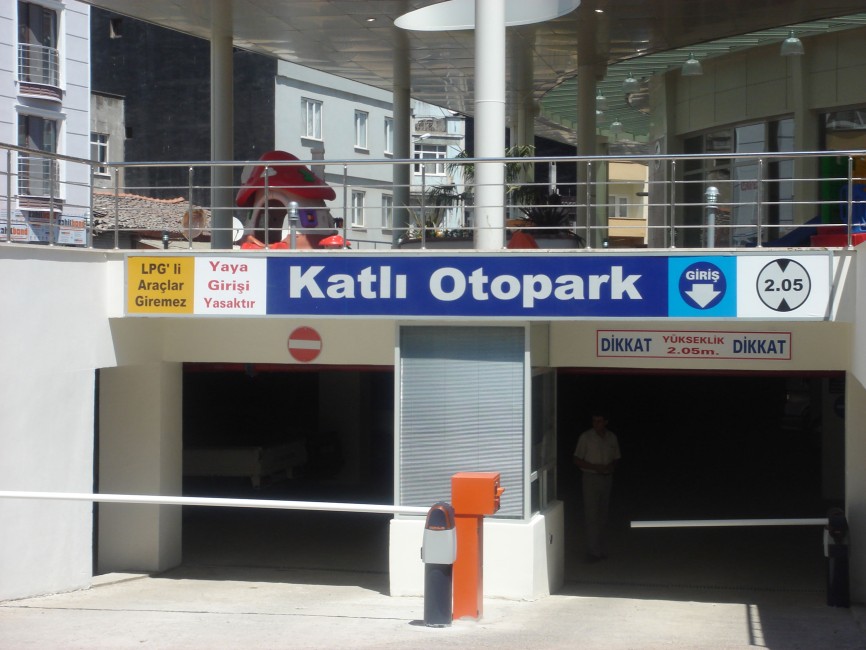 LPG' li
Araçlar
Giremez
Yaya
Girişi
Yasaktır
Katlı Otopark
GİRİŞ
2.05
DİKKAT YÜKSEKLİK DİKKAT
2.05m.